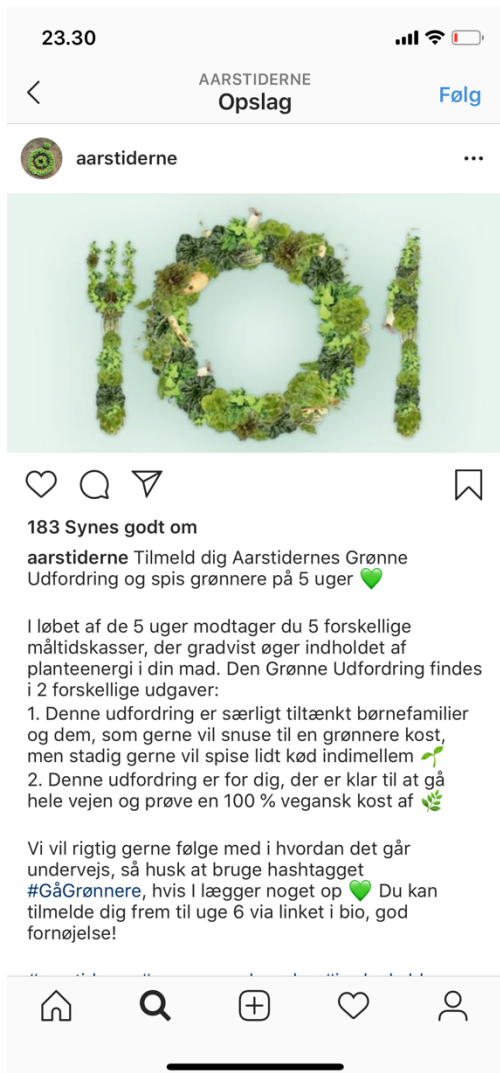 23.30
AARSTIDERNE
Opslag
Følg
aarstiderne
183 Synes godt om
aarstiderne Tilmeld dig Aarstidernes Grønne
Udfordring og spis grønnere på 5 uger 💚
I løbet af de 5 uger modtager du 5 forskellige
måltidskasser, der gradvist øger indholdet af
planteenergi i din mad. Den Grønne Udfordring findes
i 2 forskellige udgaver:
1. Denne udfordring er særligt tiltænkt børnefamilier
og dem, som gerne vil snuse til en grønnere kost,
men stadig gerne vil spise lidt kød indimellem 🌱
2. Denne udfordring er for dig, der er klar til at gå
hele vejen og prøve en 100 % vegansk kost af 🌿
Vi vil rigtig gerne følge med i hvordan det går
undervejs, så husk at bruge hashtagget
#GåGrønnere, hvis I lægger noget op 💚 Du kan
tilmelde dig frem til uge 6 via linket i bio, god
fornøjelse!